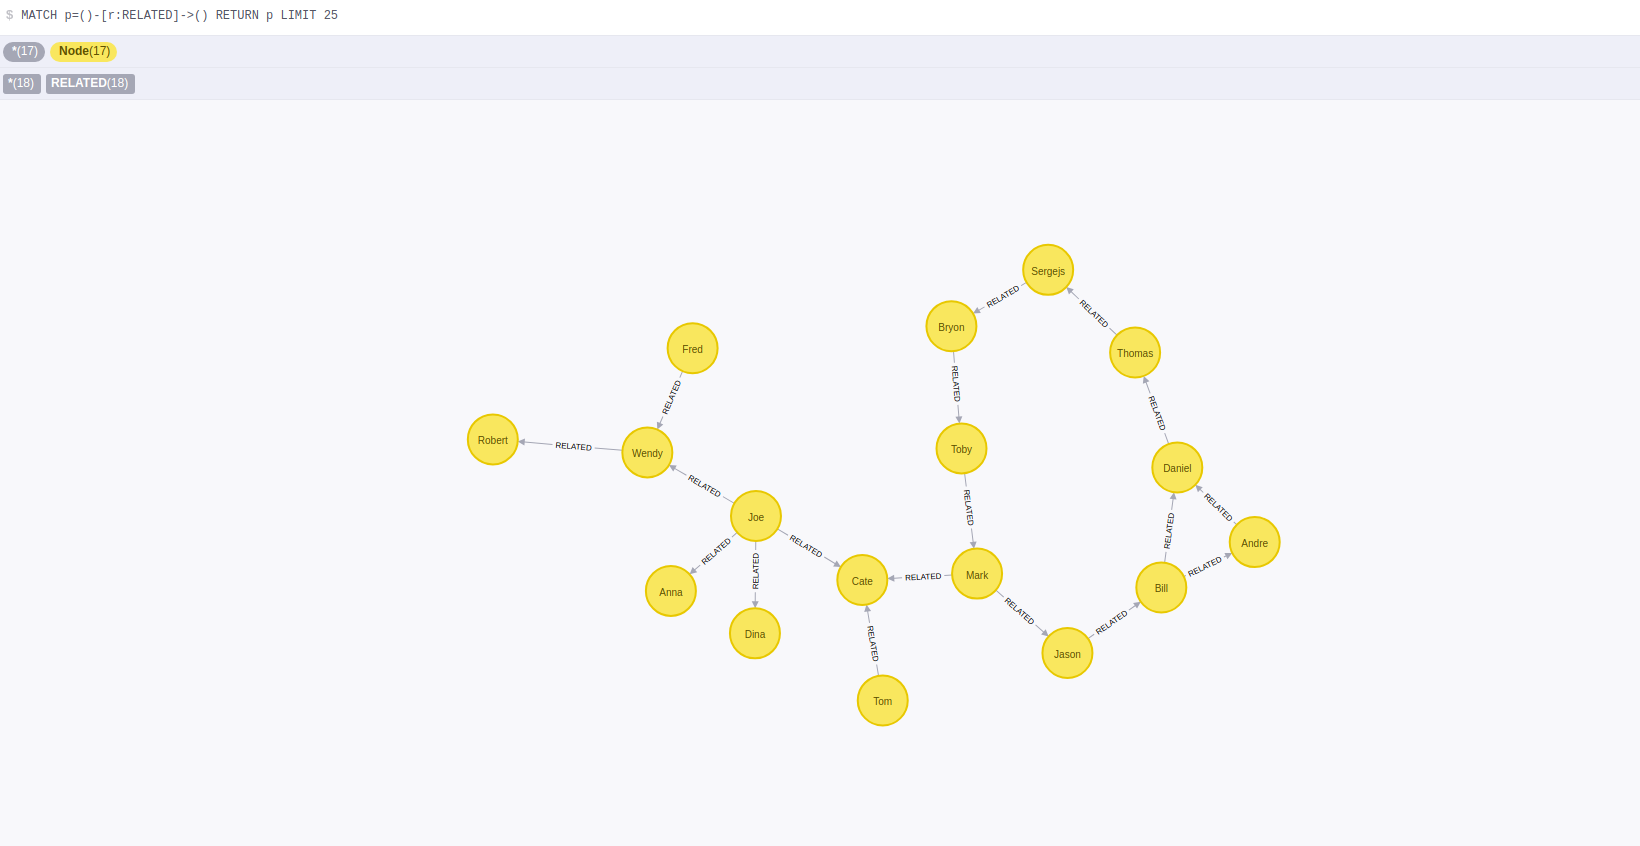 $ MATCH p=()-[r:RELATED]->() RETURN p LIMIT 25
*(17) Node(17)
*(18) RELATED(18)
Sergejs
RELATED
RELATED
Bryon
Thomas
Fred
RELATED
RELATED
RELATED
Robert
RELATED
Wendy
Toby
Daniel
RELATED
RELATED
RELATED
Joe
RELATED
RELATED
Andre
RELATED
RELATED
RELATED
Anna
Cate
RELATED
Mark
Bill
RELATED
Dina
RELATED
RELATED
RELATED
Jason
Tom